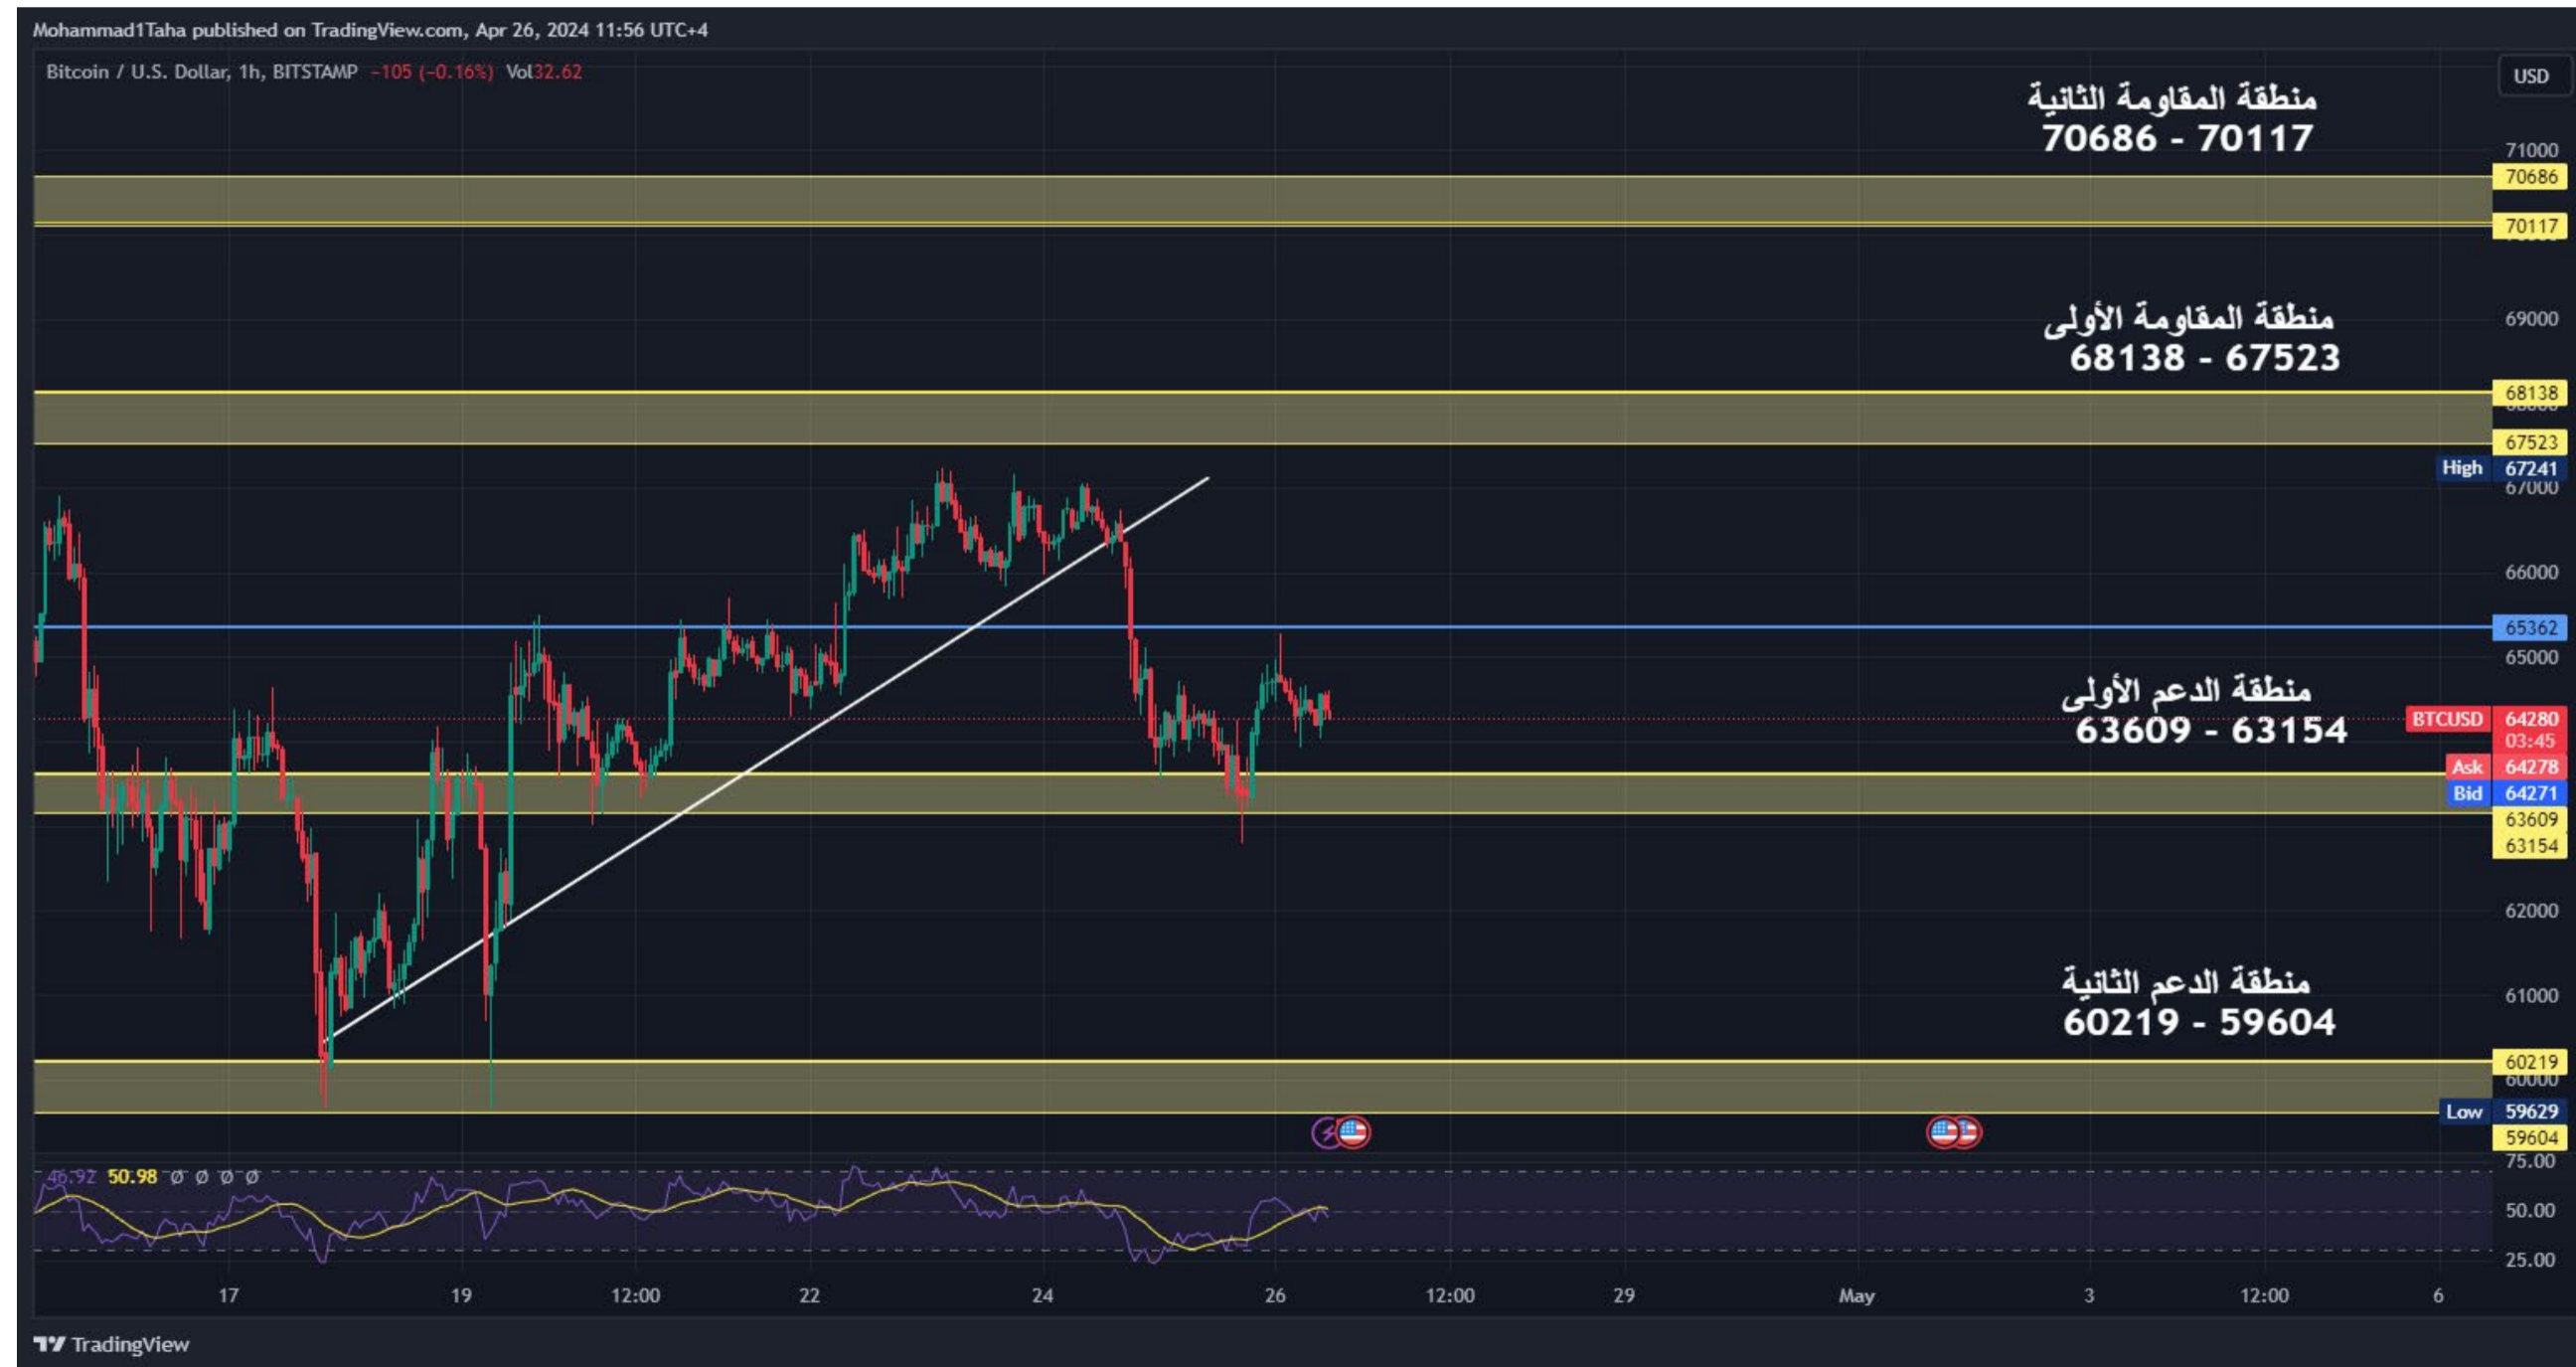 Mohammad1Taha published on TradingView.com, Apr 26, 2024 11:56 UTC+4
Bitcoin / U.S. Dollar, 1h, BITSTAMP −105 (−0.16%) Vol32.62
USD
منطقة المقاومة الثانية
70686 - 70117
71000
70686
70117
منطقة المقاومة الأولى
68138 - 67523
69000
68138
67523
High 67241
67000
66000
65362
65000
منطقة الدعم الأولى
63609 - 63154
BTCUSD 64280
03:45
Ask 64278
Bid 64271
63609
63154
62000
منطقة الدعم الثانية
60219 - 59604
61000
60219
60000
Low 59629
59604
46.92 50.98 Ø Ø Ø Ø
75.00
50.00
25.00
17 19 12:00 22 24 26 12:00 29 May 3 12:00 6
TradingView